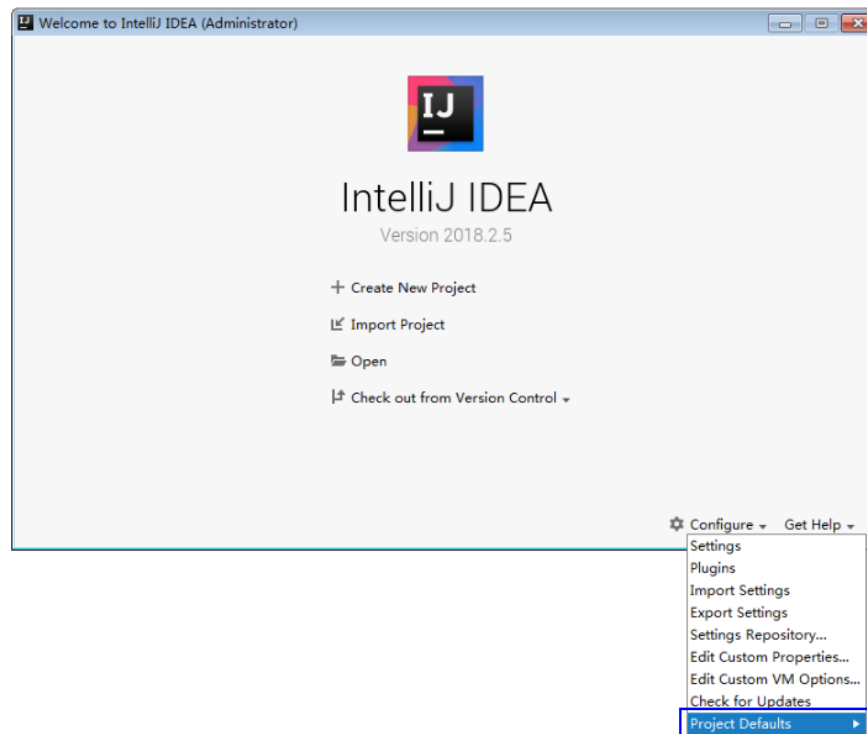 Welcome to IntelliJ IDEA (Administrator)
IJ
IntelliJ IDEA
Version 2018.2.5
Create New Project
Import Project
Open
Check out from Version Control
Configure Get Help
Settings
Plugins
Import Settings
Export Settings
Settings Repository...
Edit Custom Properties...
Edit Custom VM Options...
Check for Updates
Project Defaults